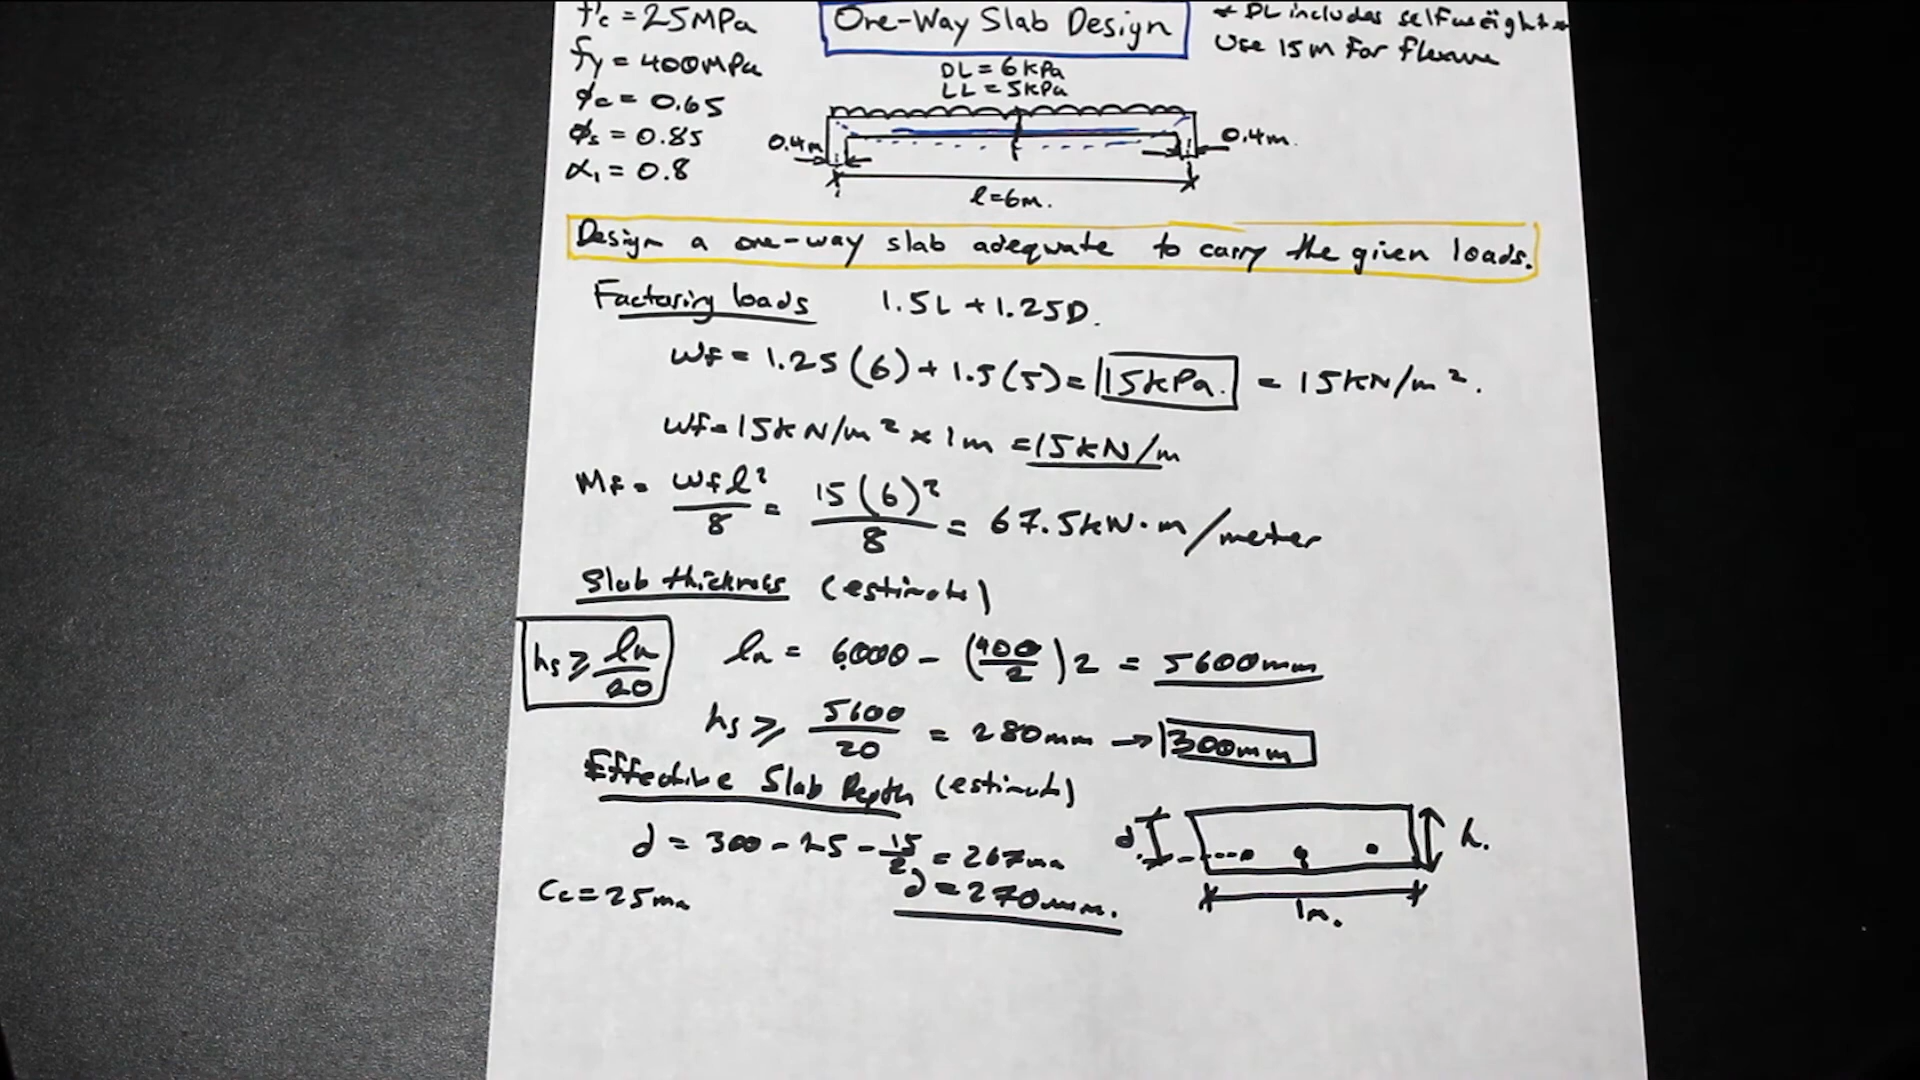 f'c = 25MPa
fy = 400MPa
ϕc = 0.65
ϕs = 0.85
α₁ = 0.8
One-Way Slab Design
* DL includes selfweight *
Use 15M For flexure
DL = 6kPa
LL = 5kPa
0.4m
0.4m.
l=6m.
Design a one-way slab adequate to carry the given loads.
Factoring loads 1.5L + 1.25D.
Wf = 1.25(6) + 1.5(5) = 15kPa. = 15kN/m².
Wf = 15kN/m² × 1m = 15kN/m
Mf = Wf l²/8 = 15(6)²/8 = 67.5kN·m/meter
Slab thickness (estimate)
hs ≥ ln/20 ln = 6000 - (400/2)2 = 5600mm
hs ≥ 5600/20 = 280mm → 300mm
Effective Slab Depth (estimate)
d = 300 - 25 - 15/2 = 267mm
Cc = 25mm
d = 270mm.
d
h.
1m.